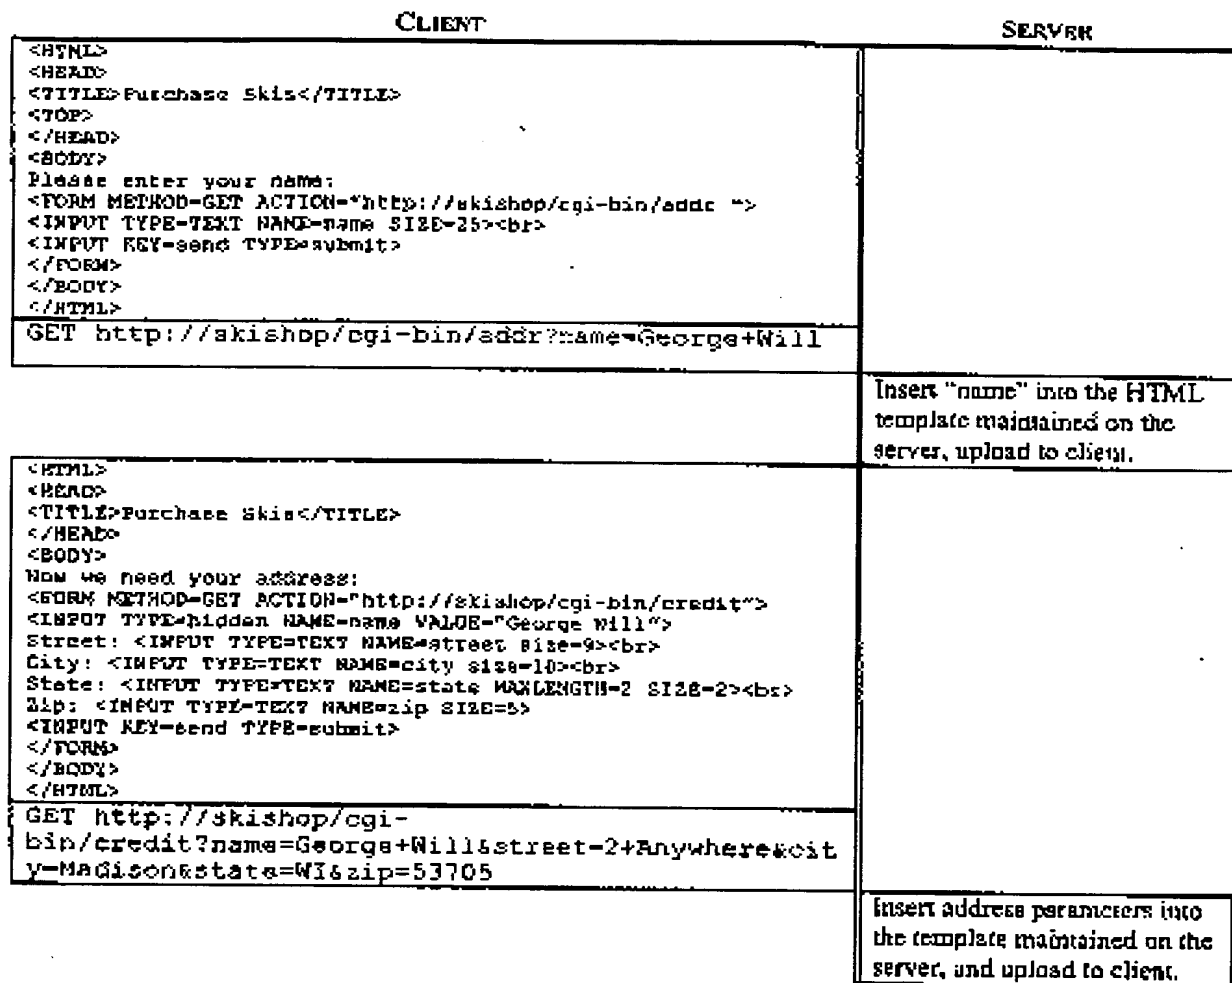 CLIENT
SERVER
<HTML>
<HEAD>
<TITLE>Purchase Skis</TITLE>
<TOP>
</HEAD>
<BODY>
Please enter your name:
<FORM METHOD=GET ACTION="http://skishop/cgi-bin/addr ">
<INPUT TYPE=TEXT NAME=name SIZE=25><br>
<INPUT KEY=send TYPE=submit>
</FORM>
</BODY>
</HTML>
GET http://skishop/cgi-bin/addr?name=George+Will
Insert "name" into the HTML
template maintained on the
server, upload to client.
<HTML>
<HEAD>
<TITLE>Purchase Skis</TITLE>
</HEAD>
<BODY>
Now we need your address:
<FORM METHOD=GET ACTION="http://skishop/cgi-bin/credit">
<INPUT TYPE=hidden NAME=name VALUE="George Will">
Street: <INPUT TYPE=TEXT NAME=street size=9><br>
City: <INPUT TYPE=TEXT NAME=city size=10><br>
State: <INPUT TYPE=TEXT NAME=state MAXLENGTH=2 SIZE=2><br>
Zip: <INPUT TYPE=TEXT NAME=zip SIZE=5>
<INPUT KEY=send TYPE=submit>
</FORM>
</BODY>
</HTML>
GET http://skishop/cgi-
bin/credit?name=George+Will&street=2+Anywhere&cit
y=Madison&state=WI&zip=53705
Insert address parameters into
the template maintained on the
server, and upload to client.